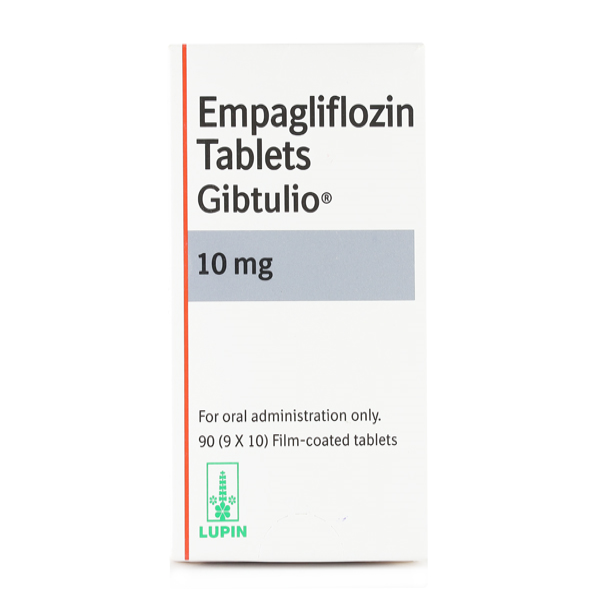 Empagliflozin
Tablets
Gibtulio®
10 mg
For oral administration only.
90 (9 X 10) Film-coated tablets
LUPIN